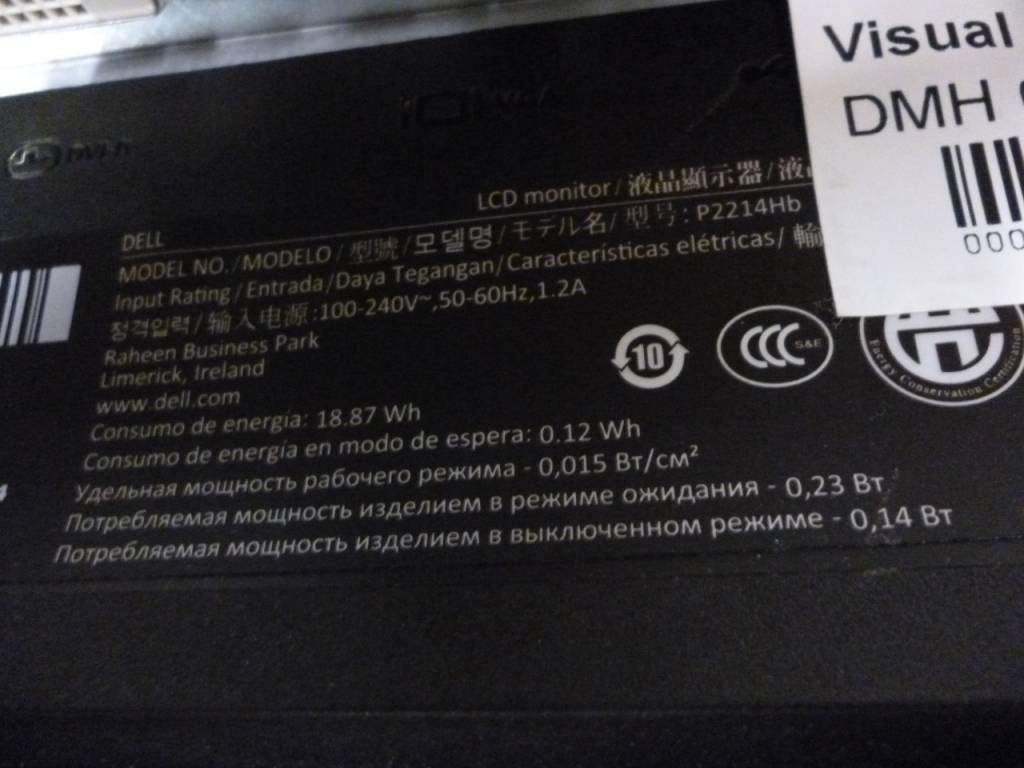 Visual
DMH
000
DELL
LCD monitor / 液晶顯示器 / 液
MODEL NO. / MODELO / 型號 / 모델명 / モデル名 / 型号 : P2214Hb
Input Rating / Entrada / Daya Tegangan / Características elétricas / 輸
정격입력 / 输入电源 :100-240V~,50-60Hz,1.2A
Raheen Business Park
Limerick, Ireland
www.dell.com
Consumo de energía: 18.87 Wh
Consumo de energía en modo de espera: 0.12 Wh
Удельная мощность рабочего режима - 0,015 Вт/см²
Потребляемая мощность изделием в режиме ожидания - 0,23 Вт
Потребляемая мощность изделием в выключенном режиме - 0,14 Вт
10
CCC S&E
Energy Conservation Certification